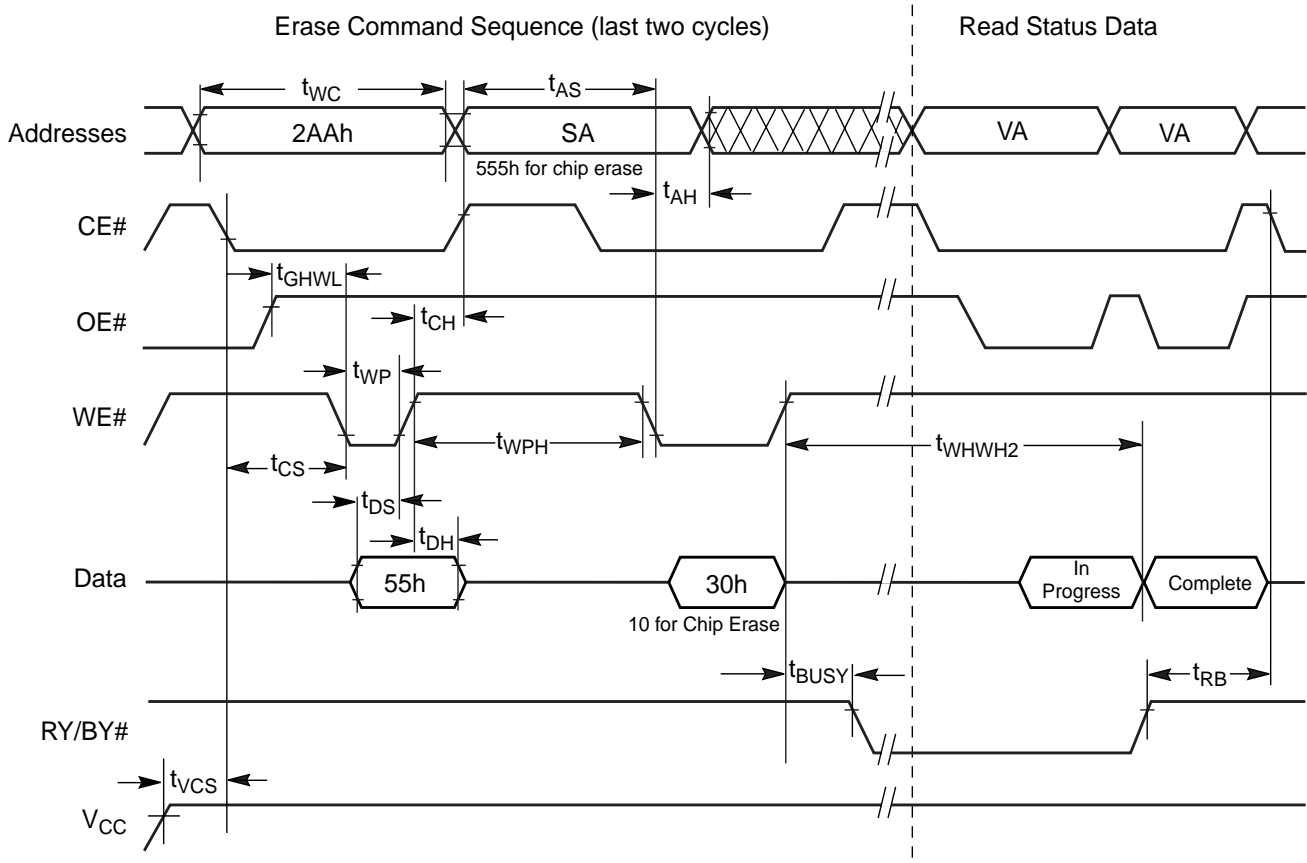 Erase Command Sequence (last two cycles)
Read Status Data
tWC
tAS
Addresses
2AAh
SA
VA
VA
555h for chip erase
tAH
CE#
tGHWL
OE#
tCH
tWP
WE#
tWPH
tWHWH2
tCS
tDS
tDH
Data
55h
30h
In
Progress
Complete
10 for Chip Erase
tBUSY
tRB
RY/BY#
tVCS
VCC